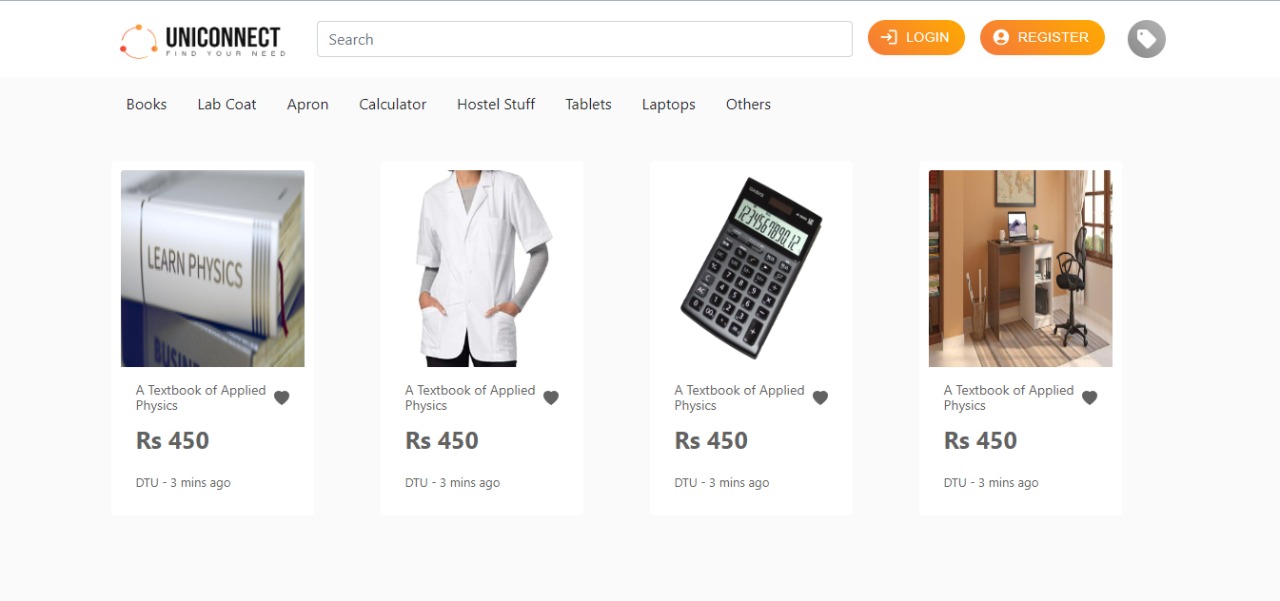 UNICONNECT
FIND YOUR NEED
Search
LOGIN
REGISTER
Books Lab Coat Apron Calculator Hostel Stuff Tablets Laptops Others
LEARN PHYSICS
BUSIN
123456789012
A Textbook of Applied
Physics
Rs 450
DTU - 3 mins ago
A Textbook of Applied
Physics
Rs 450
DTU - 3 mins ago
A Textbook of Applied
Physics
Rs 450
DTU - 3 mins ago
A Textbook of Applied
Physics
Rs 450
DTU - 3 mins ago